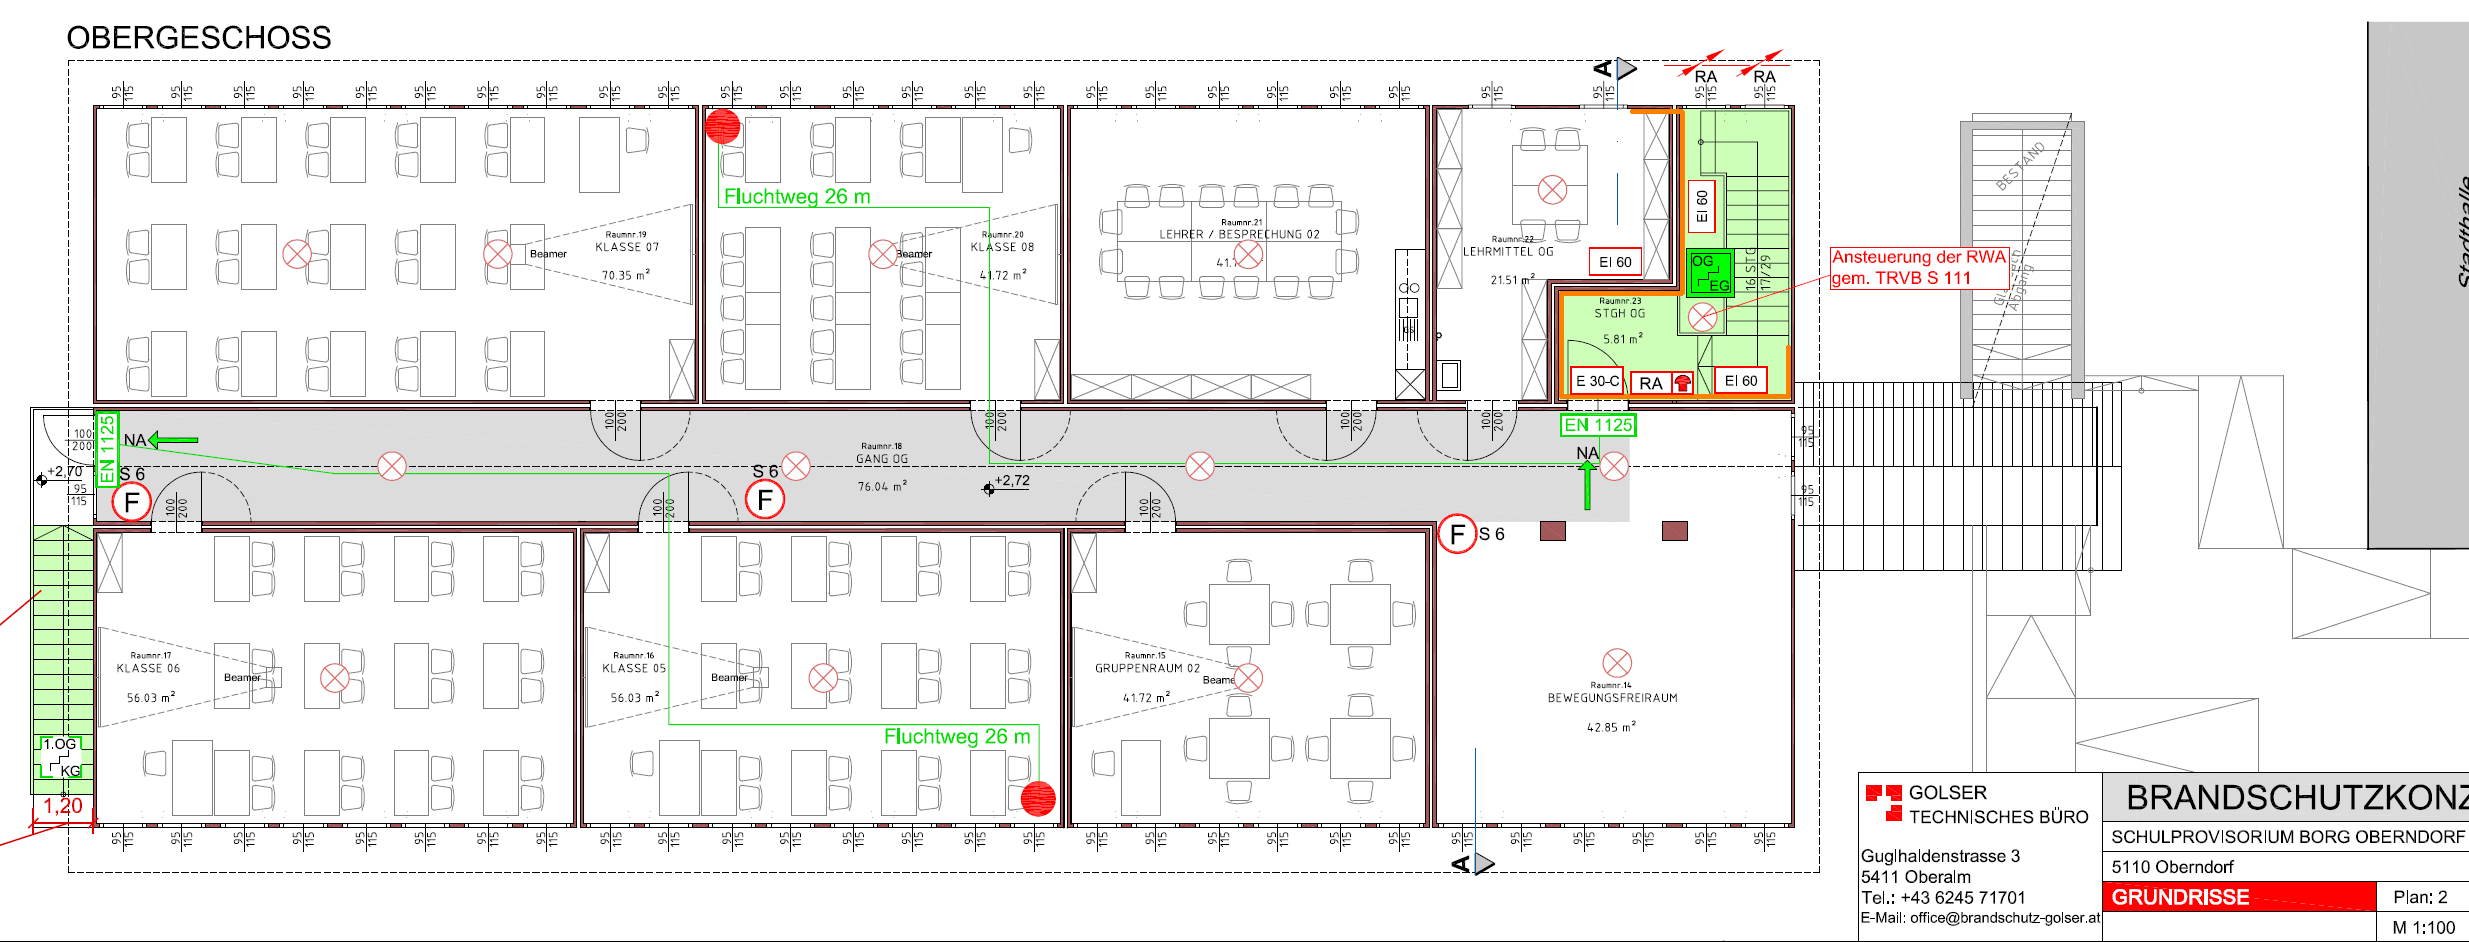 OBERGESCHOSS
A
RA
RA
Fluchtweg 26 m
Raumnr.19
KLASSE 07
70.35 m²
Beamer
Raumnr.20
KLASSE 08
41.72 m²
Beamer
Raumnr.21
LEHRER / BESPRECHUNG 02
Raumnr.22
LEHRMITTEL OG
21.51 m²
EI 60
EI 60
OG
EG
16 STG
17/29
Raumnr.23
STGH OG
5.81 m²
E 30-C
RA
EI 60
Ansteuerung der RWA
gem. TRVB S 111
BESTAND
Abgang
Stadthalle
EN 1125
NA
S 6
F
+2,70
100
200
95
115
Raumnr.18
GANG OG
76.04 m²
S 6
F
+2,72
EN 1125
NA
F
S 6
Raumnr.17
KLASSE 06
56.03 m²
Beamer
Raumnr.16
KLASSE 05
56.03 m²
Beamer
Fluchtweg 26 m
Raumnr.15
GRUPPENRAUM 02
41.72 m²
Raumnr.14
BEWEGUNGSFREIRAUM
42.85 m²
1.OG
KG
1,20
A
GOLSER
TECHNISCHES BÜRO
Guglhaldenstrasse 3
5411 Oberalm
Tel.: +43 6245 71701
E-Mail: office@brandschutz-golser.at
BRANDSCHUTZKONZ
SCHULPROVISORIUM BORG OBERNDORF
5110 Oberndorf
GRUNDRISSE
Plan: 2
M 1:100